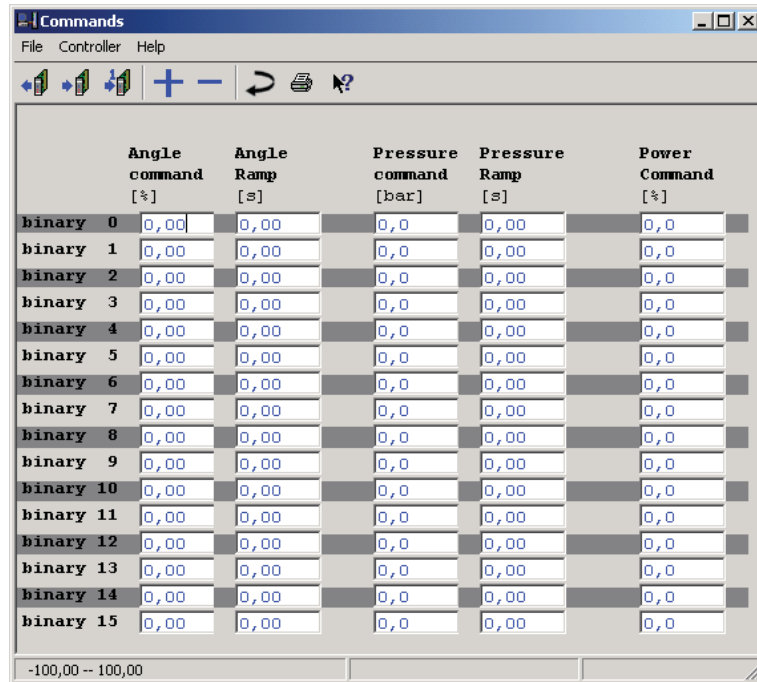 Commands
File Controller Help
Angle Angle Pressure Pressure Power
command Ramp command Ramp Command
[%] [s] [bar] [s] [%]
binary 0 0,00 0,00 0,0 0,00 0,0
binary 1 0,00 0,00 0,0 0,00 0,0
binary 2 0,00 0,00 0,0 0,00 0,0
binary 3 0,00 0,00 0,0 0,00 0,0
binary 4 0,00 0,00 0,0 0,00 0,0
binary 5 0,00 0,00 0,0 0,00 0,0
binary 6 0,00 0,00 0,0 0,00 0,0
binary 7 0,00 0,00 0,0 0,00 0,0
binary 8 0,00 0,00 0,0 0,00 0,0
binary 9 0,00 0,00 0,0 0,00 0,0
binary 10 0,00 0,00 0,0 0,00 0,0
binary 11 0,00 0,00 0,0 0,00 0,0
binary 12 0,00 0,00 0,0 0,00 0,0
binary 13 0,00 0,00 0,0 0,00 0,0
binary 14 0,00 0,00 0,0 0,00 0,0
binary 15 0,00 0,00 0,0 0,00 0,0
-100,00 -- 100,00